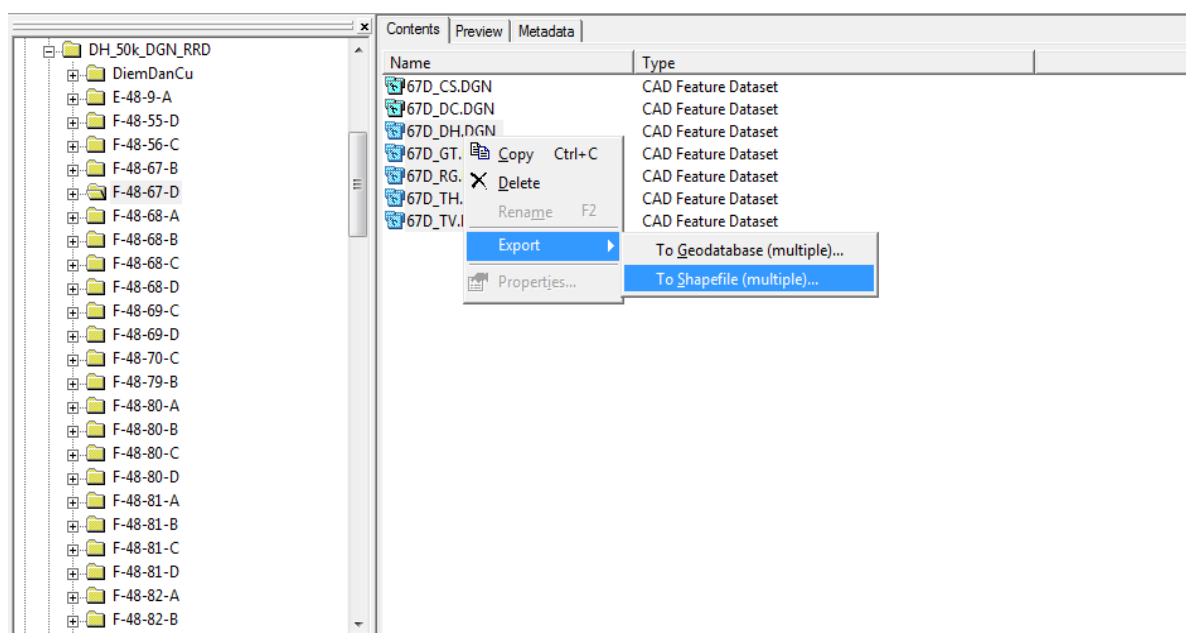 Contents Preview Metadata
DH_50k_DGN_RRD
DiemDanCu
E-48-9-A
F-48-55-D
F-48-56-C
F-48-67-B
F-48-67-D
F-48-68-A
F-48-68-B
F-48-68-C
F-48-68-D
F-48-69-C
F-48-69-D
F-48-70-C
F-48-79-B
F-48-80-A
F-48-80-B
F-48-80-C
F-48-80-D
F-48-81-A
F-48-81-B
F-48-81-C
F-48-81-D
F-48-82-A
F-48-82-B
Name Type
67D_CS.DGN CAD Feature Dataset
67D_DC.DGN CAD Feature Dataset
67D_DH.DGN CAD Feature Dataset
67D_GT. CAD Feature Dataset
67D_RG. CAD Feature Dataset
67D_TH. CAD Feature Dataset
67D_TV. CAD Feature Dataset
Copy Ctrl+C
Delete
Rename F2
Export
Properties...
To Geodatabase (multiple)...
To Shapefile (multiple)...